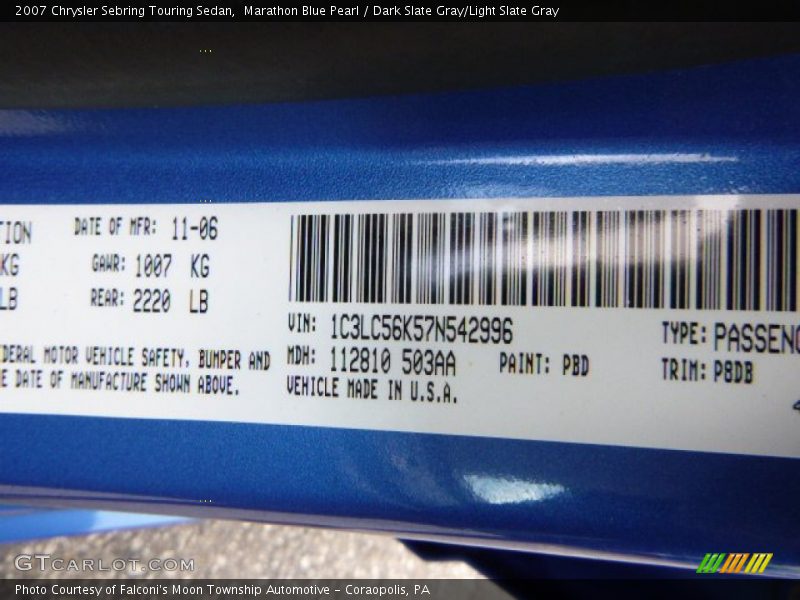 2007 Chrysler Sebring Touring Sedan, Marathon Blue Pearl / Dark Slate Gray/Light Slate Gray
DATE OF MFR: 11-06
KG GAWR: 1007 KG
LB REAR: 2220 LB
VIN: 1C3LC56K57N542996 TYPE:
MDH: 112810 503AA PAINT: PBD TRIM: P8DB
MOTOR VEHICLE SAFETY, BUMPER AND
DATE OF MANUFACTURE SHOWN ABOVE.
VEHICLE MADE IN U.S.A.
GTCARLOT.COM
Photo Courtesy of Falconi's Moon Township Automotive - Coraopolis, PA